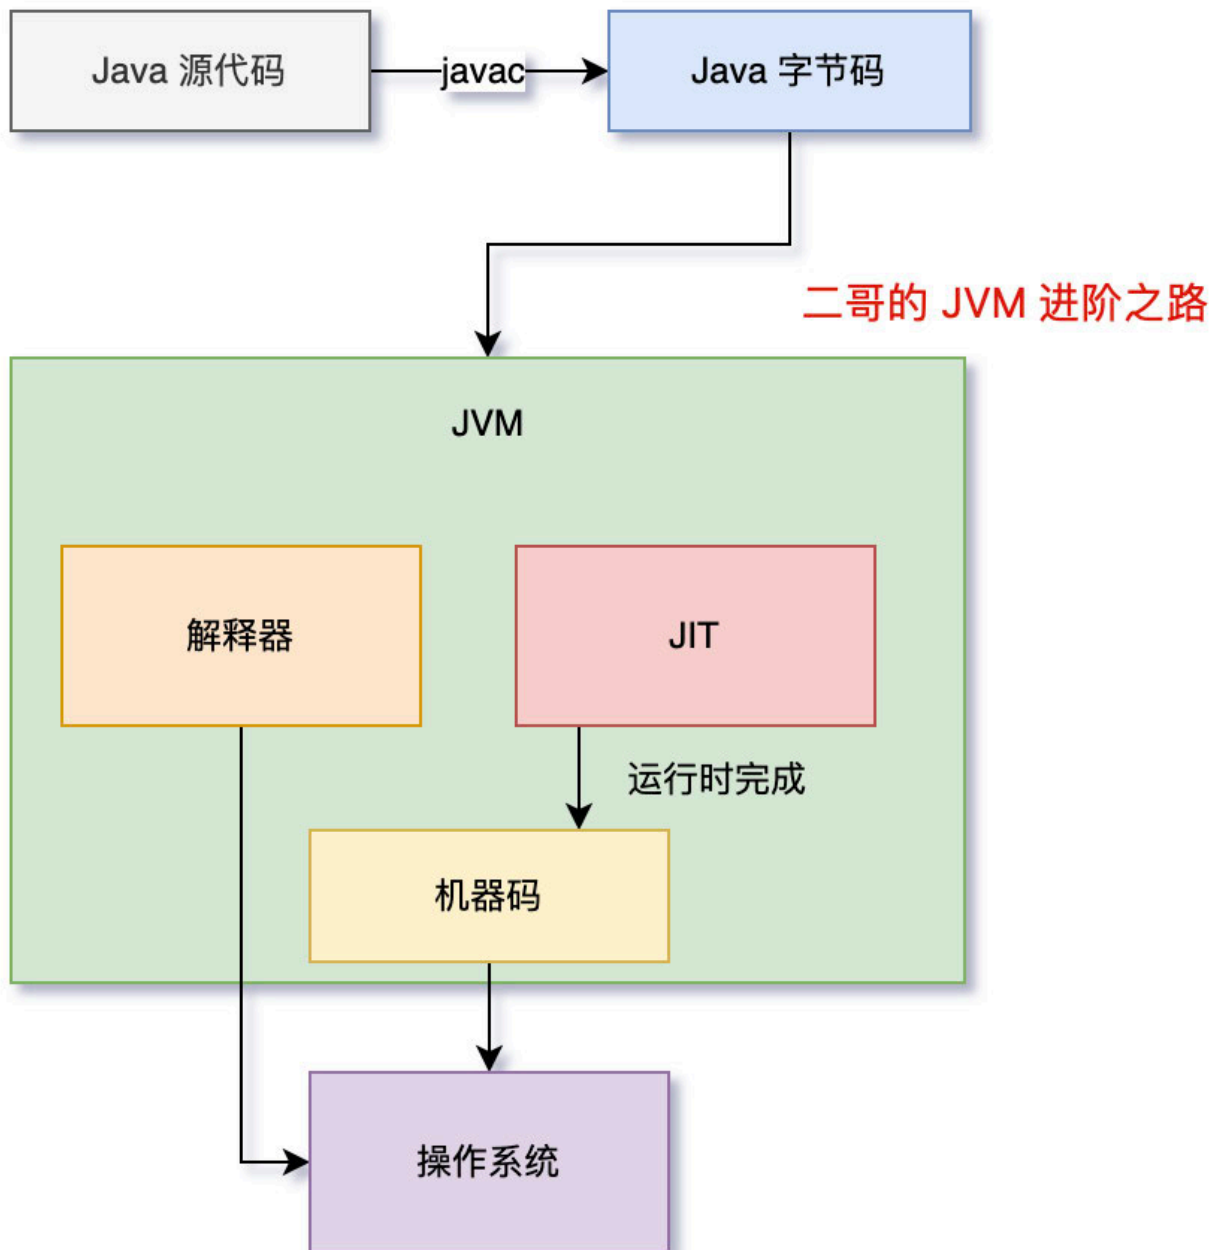 Java 源代码
javac
Java 字节码
二哥的 JVM 进阶之路
JVM
解释器
JIT
运行时完成
机器码
操作系统